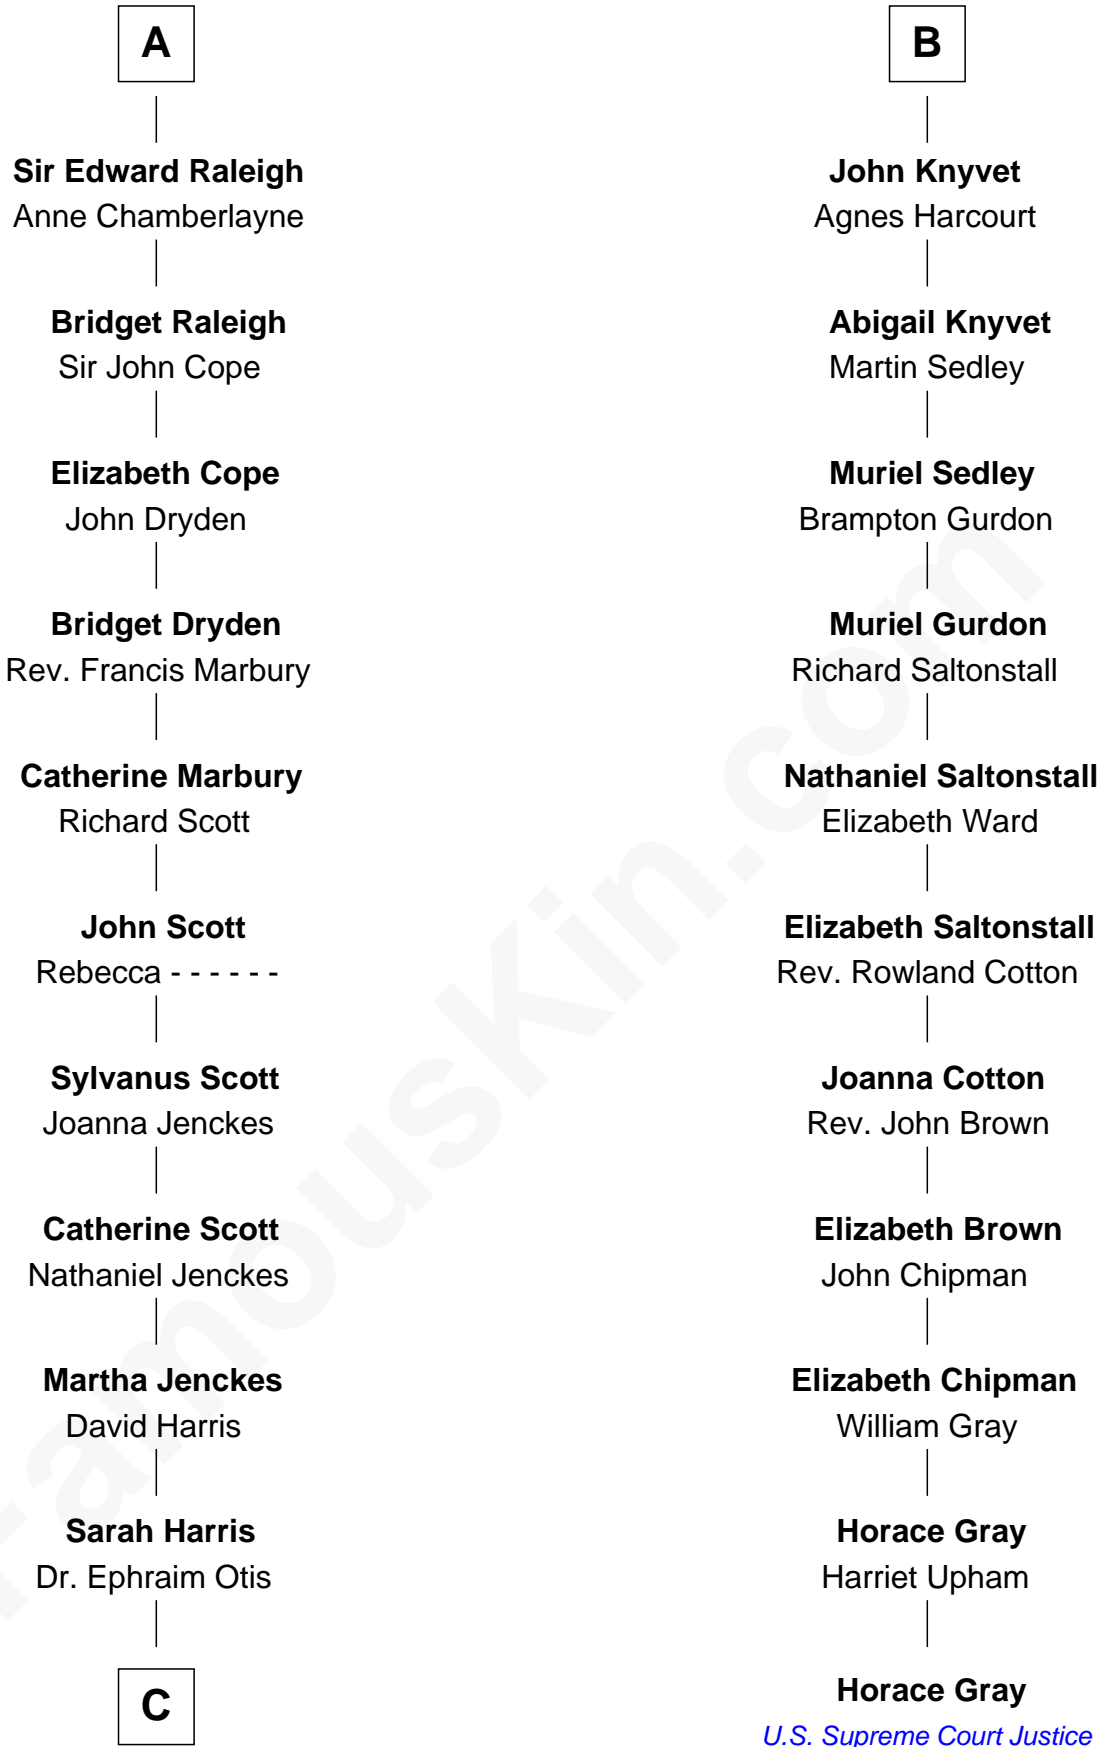 A
Sir Edward Raleigh
Anne Chamberlayne
Bridget Raleigh
Sir John Cope
Elizabeth Cope
John Dryden
Bridget Dryden
Rev. Francis Marbury
Catherine Marbury
Richard Scott
John Scott
Rebecca - - - - - -
Sylvanus Scott
Joanna Jenckes
Catherine Scott
Nathaniel Jenckes
Martha Jenckes
David Harris
Sarah Harris
Dr. Ephraim Otis
C
B
John Knyvet
Agnes Harcourt
Abigail Knyvet
Martin Sedley
Muriel Sedley
Brampton Gurdon
Muriel Gurdon
Richard Saltonstall
Nathaniel Saltonstall
Elizabeth Ward
Elizabeth Saltonstall
Rev. Rowland Cotton
Joanna Cotton
Rev. John Brown
Elizabeth Brown
John Chipman
Elizabeth Chipman
William Gray
Horace Gray
Harriet Upham
Horace Gray
U.S. Supreme Court Justice
FamousKin.com